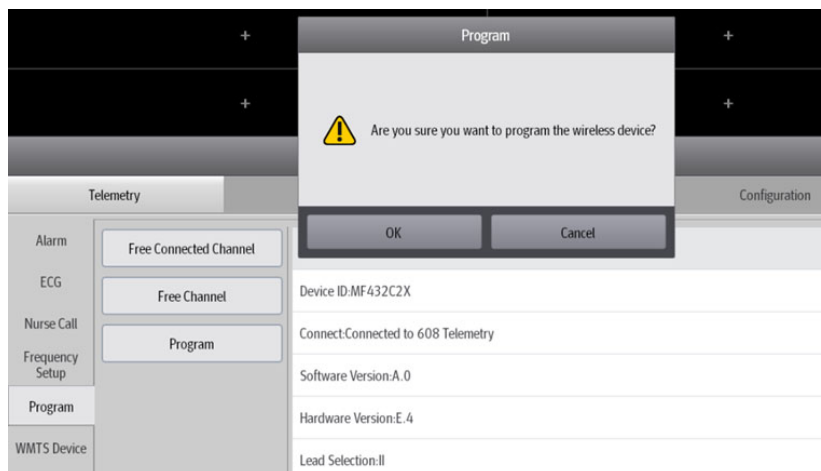 Program
Are you sure you want to program the wireless device?
OK
Cancel
Telemetry
Configuration
Alarm
ECG
Nurse Call
Frequency
Setup
Program
WMTS Device
Free Connected Channel
Free Channel
Program
Device ID:MF432C2X
Connect:Connected to 608 Telemetry
Software Version:A.0
Hardware Version:E.4
Lead Selection:II